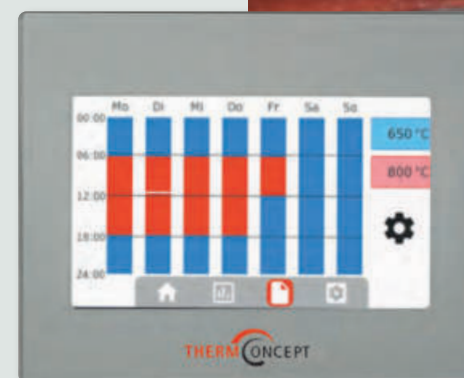 Mo Di Mi Do Fr Sa So
00:00
650 °C
06:00
800 °C
12:00
18:00
24:00
THERMCONCEPT